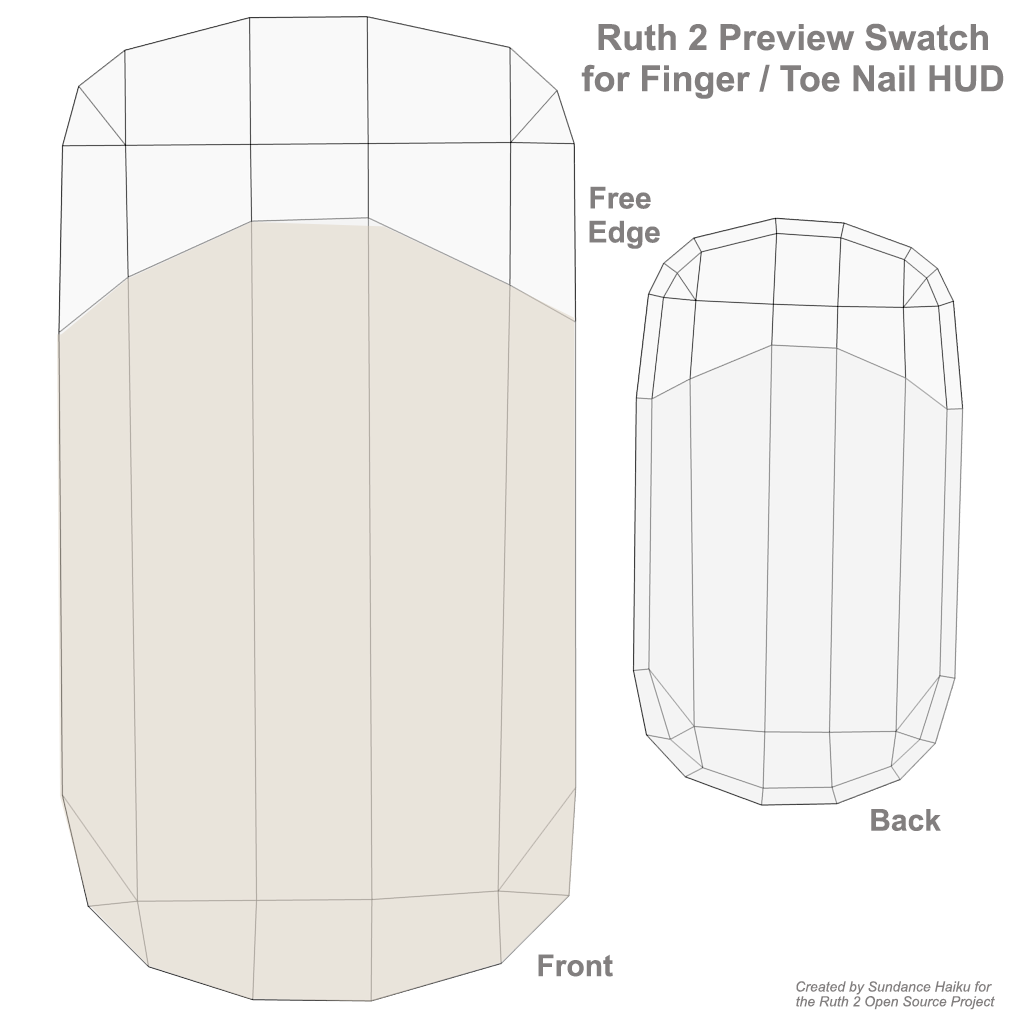 Ruth 2 Preview Swatch
for Finger / Toe Nail HUD
Free
Edge
Back
Front
Created by Sundance Haiku for
the Ruth 2 Open Source Project